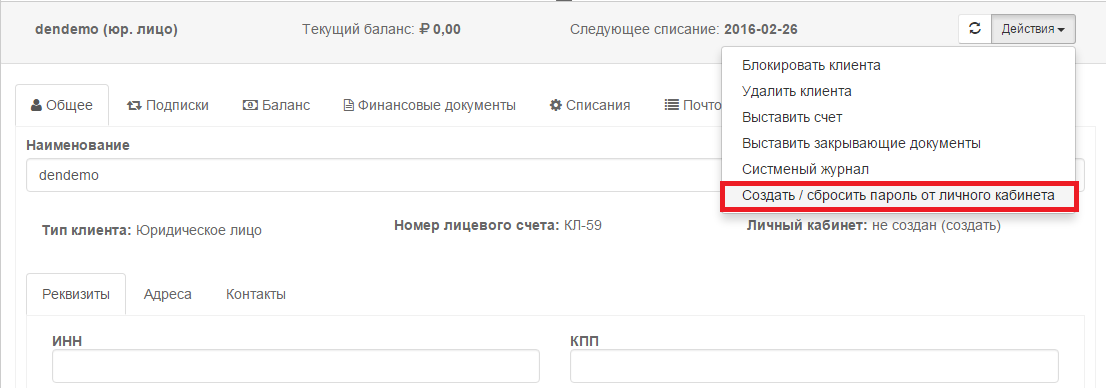 dendemo (юр. лицо) Текущий баланс: ₽ 0,00 Следующее списание: 2016-02-26 Действия
Блокировать клиента
Удалить клиента
Выставить счет
Выставить закрывающие документы
Систменый журнал
Создать / сбросить пароль от личного кабинета
Общее Подписки Баланс Финансовые документы Списания Почто
Наименование
dendemo
Тип клиента: Юридическое лицо Номер лицевого счета: КЛ-59 Личный кабинет: не создан (создать)
Реквизиты Адреса Контакты
ИНН КПП